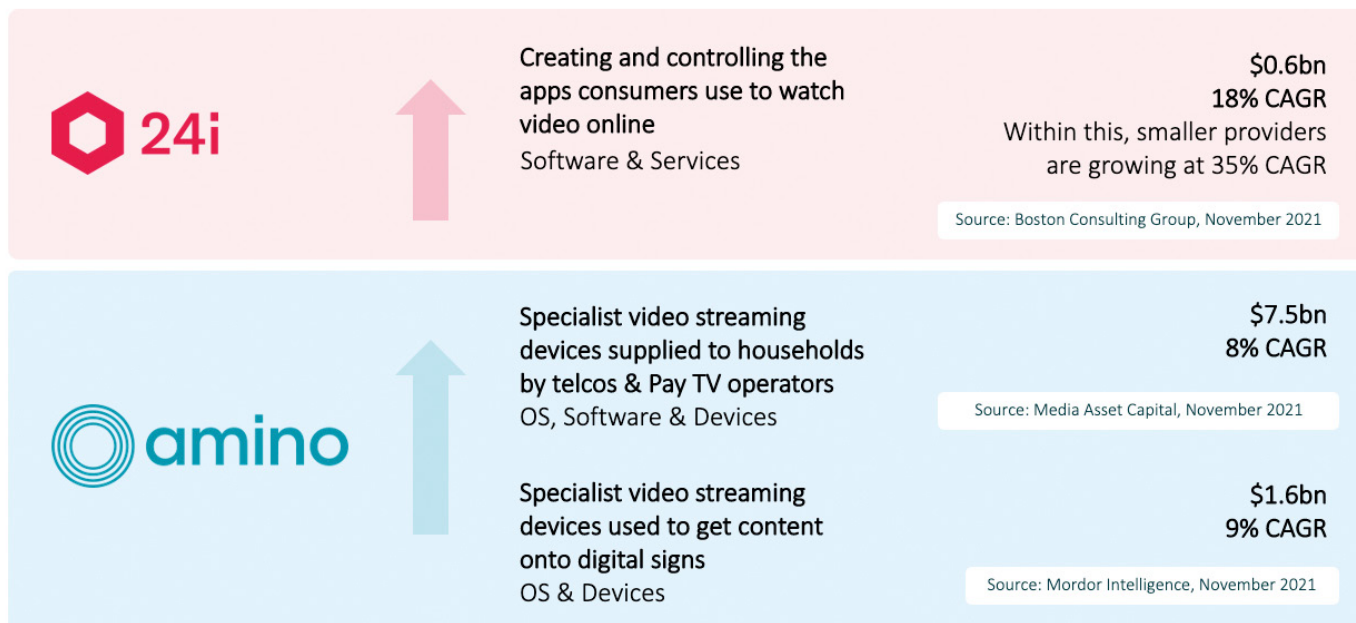 24i
Creating and controlling the
apps consumers use to watch
video online
Software & Services
$0.6bn
18% CAGR
Within this, smaller providers
are growing at 35% CAGR
Source: Boston Consulting Group, November 2021
amino
Specialist video streaming
devices supplied to households
by telcos & Pay TV operators
OS, Software & Devices
$7.5bn
8% CAGR
Source: Media Asset Capital, November 2021
Specialist video streaming
devices used to get content
onto digital signs
OS & Devices
$1.6bn
9% CAGR
Source: Mordor Intelligence, November 2021